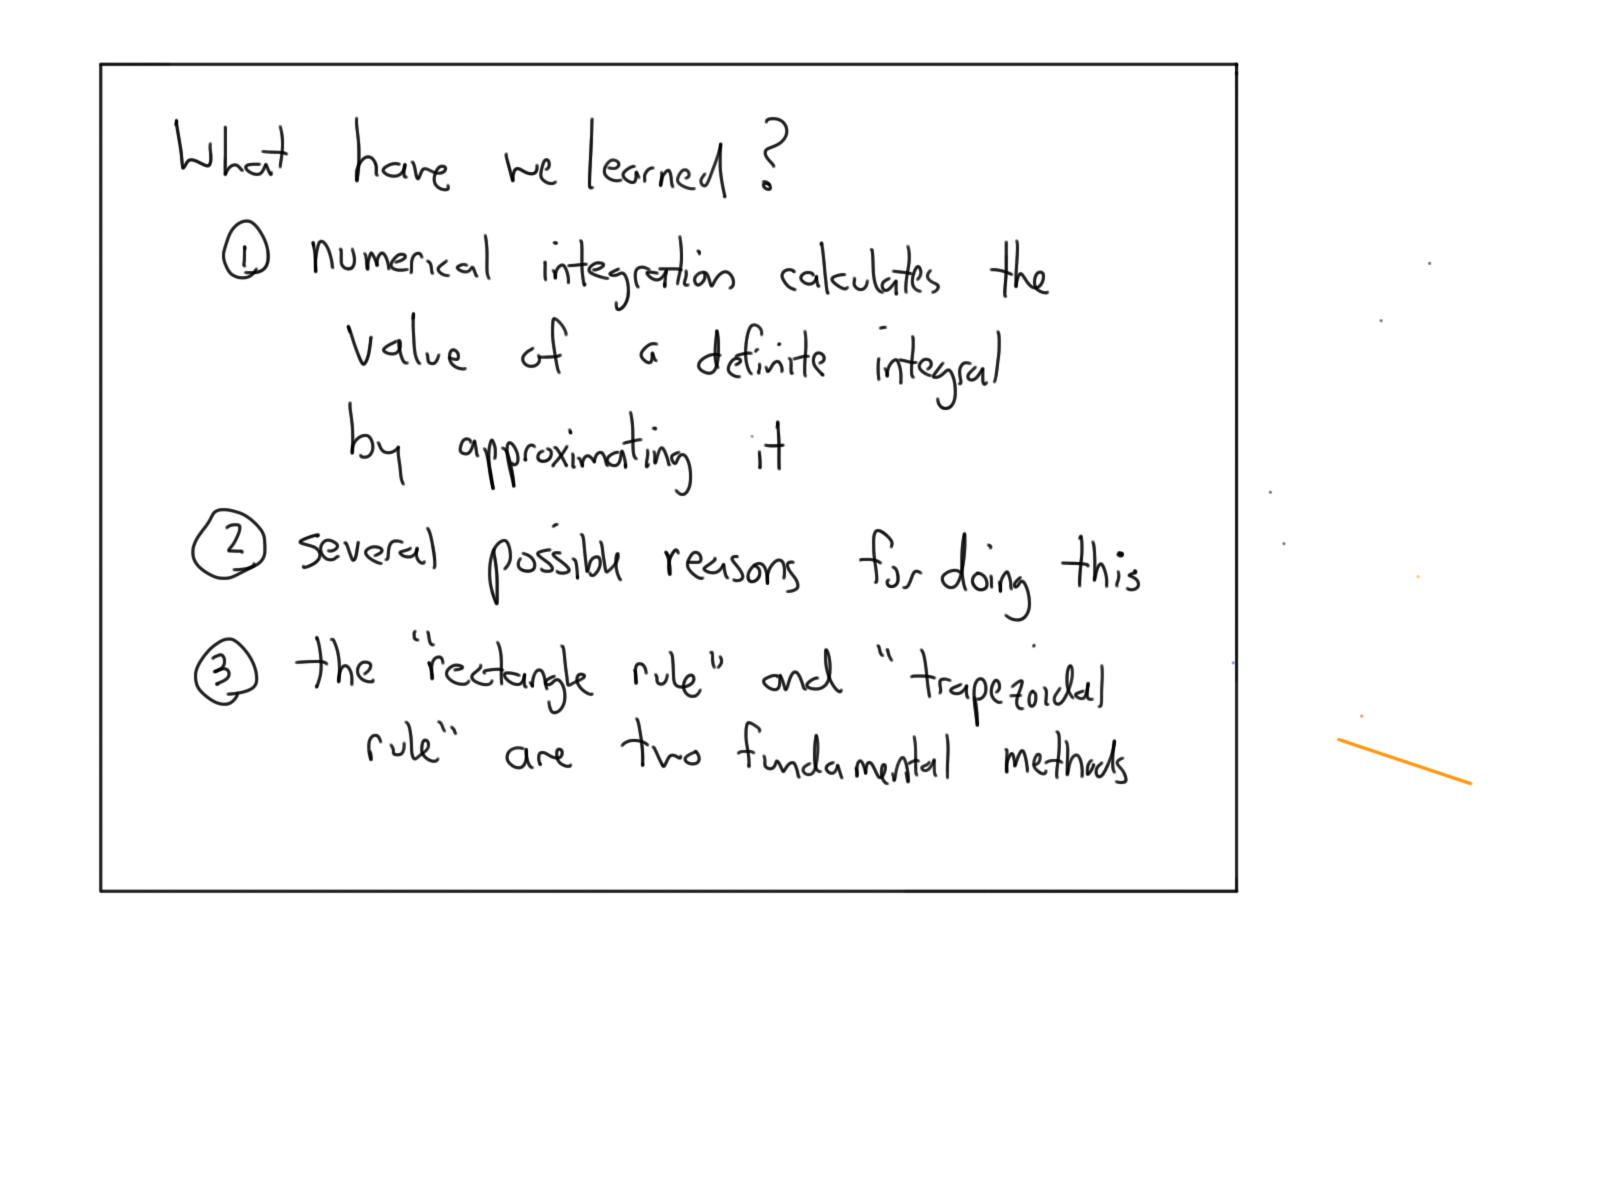 What have we learned?
① numerical integration calculates the
value of a definite integral
by approximating it
② several possible reasons for doing this
③ the "rectangle rule" and "trapezoidal
rule" are two fundamental methods